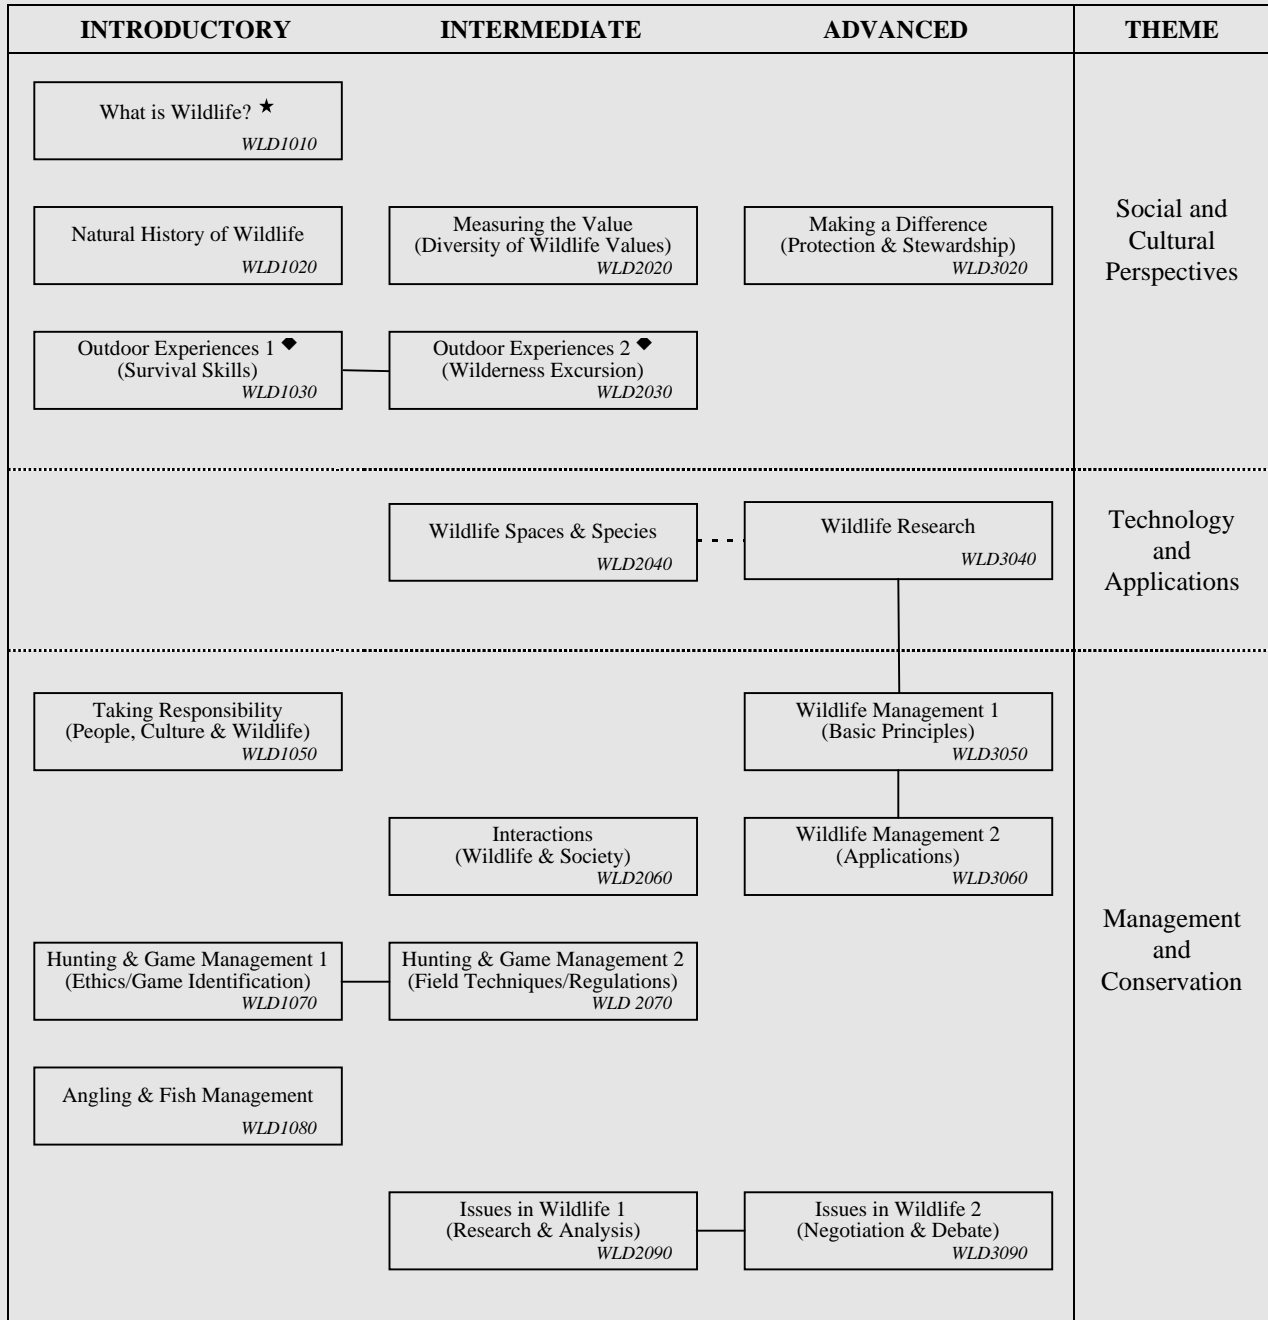 INTRODUCTORY INTERMEDIATE ADVANCED THEME
What is Wildlife? ★
WLD1010
Natural History of Wildlife
WLD1020
Measuring the Value
(Diversity of Wildlife Values)
WLD2020
Making a Difference
(Protection & Stewardship)
WLD3020
Social and
Cultural
Perspectives
Outdoor Experiences 1
(Survival Skills)
WLD1030
Outdoor Experiences 2
(Wilderness Excursion)
WLD2030
Wildlife Spaces & Species
WLD2040
Wildlife Research
WLD3040
Technology
and
Applications
Taking Responsibility
(People, Culture & Wildlife)
WLD1050
Wildlife Management 1
(Basic Principles)
WLD3050
Interactions
(Wildlife & Society)
WLD2060
Wildlife Management 2
(Applications)
WLD3060
Management
and
Conservation
Hunting & Game Management 1
(Ethics/Game Identification)
WLD1070
Hunting & Game Management 2
(Field Techniques/Regulations)
WLD 2070
Angling & Fish Management
WLD1080
Issues in Wildlife 1
(Research & Analysis)
WLD2090
Issues in Wildlife 2
(Negotiation & Debate)
WLD3090